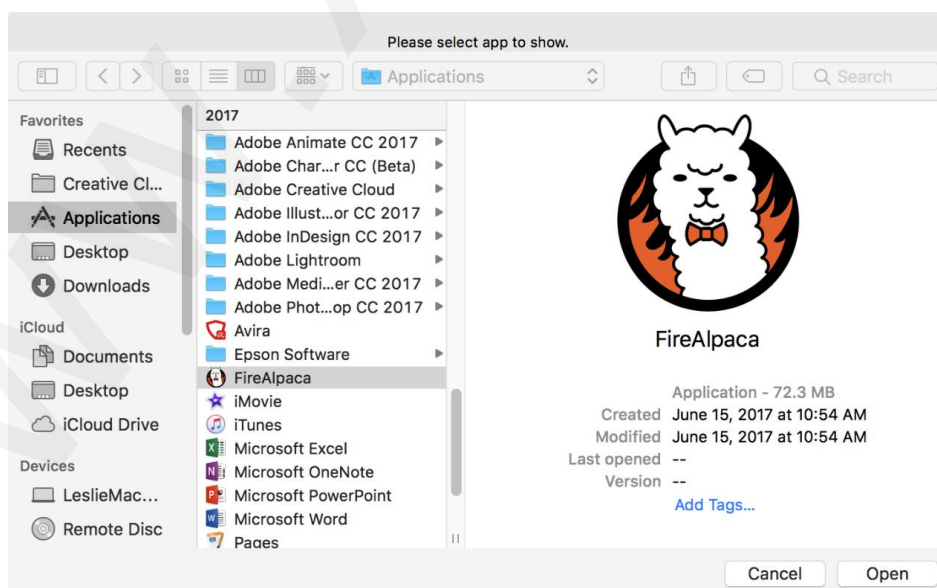 Please select app to show.
Applications
Search
Favorites
Recents
Creative Cl...
Applications
Desktop
Downloads
iCloud
Documents
Desktop
iCloud Drive
Devices
LeslieMac...
Remote Disc
2017
Adobe Animate CC 2017
Adobe Char...r CC (Beta)
Adobe Creative Cloud
Adobe Illust...or CC 2017
Adobe InDesign CC 2017
Adobe Lightroom
Adobe Medi...er CC 2017
Adobe Phot...op CC 2017
Avira
Epson Software
FireAlpaca
iMovie
iTunes
Microsoft Excel
Microsoft OneNote
Microsoft PowerPoint
Microsoft Word
Pages
FireAlpaca
Application - 72.3 MB
Created June 15, 2017 at 10:54 AM
Modified June 15, 2017 at 10:54 AM
Last opened --
Version --
Add Tags...
Cancel
Open